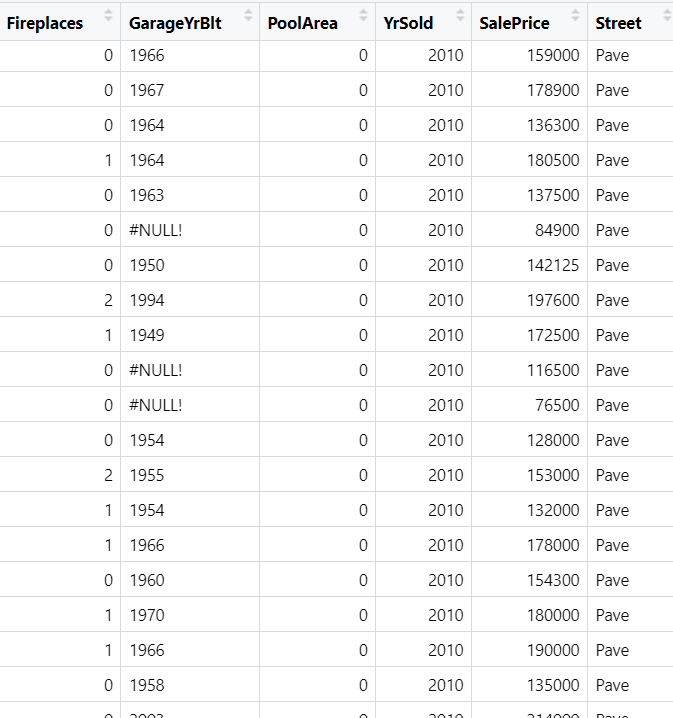 Fireplaces GarageYrBlt PoolArea YrSold SalePrice Street
0 1966 0 2010 159000 Pave
0 1967 0 2010 178900 Pave
0 1964 0 2010 136300 Pave
1 1964 0 2010 180500 Pave
0 1963 0 2010 137500 Pave
0 #NULL! 0 2010 84900 Pave
0 1950 0 2010 142125 Pave
2 1994 0 2010 197600 Pave
1 1949 0 2010 172500 Pave
0 #NULL! 0 2010 116500 Pave
0 #NULL! 0 2010 76500 Pave
0 1954 0 2010 128000 Pave
2 1955 0 2010 153000 Pave
1 1954 0 2010 132000 Pave
1 1966 0 2010 178000 Pave
0 1960 0 2010 154300 Pave
1 1970 0 2010 180000 Pave
1 1966 0 2010 190000 Pave
0 1958 0 2010 135000 Pave